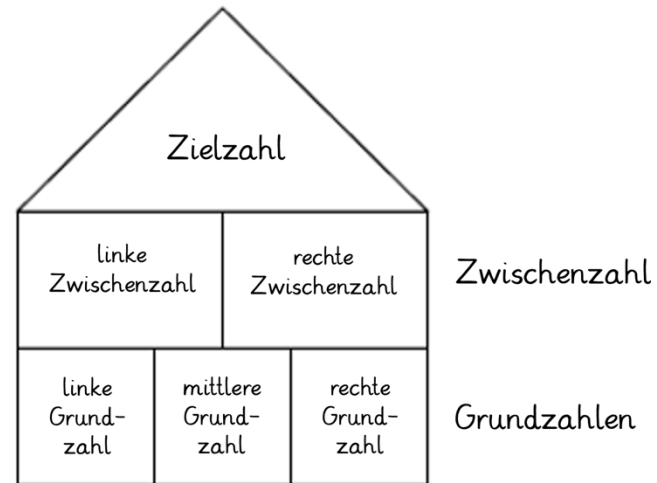 Zielzahl
linke
Zwischenzahl
rechte
Zwischenzahl
Zwischenzahl
linke
Grund-
zahl
mittlere
Grund-
zahl
rechte
Grund-
zahl
Grundzahlen